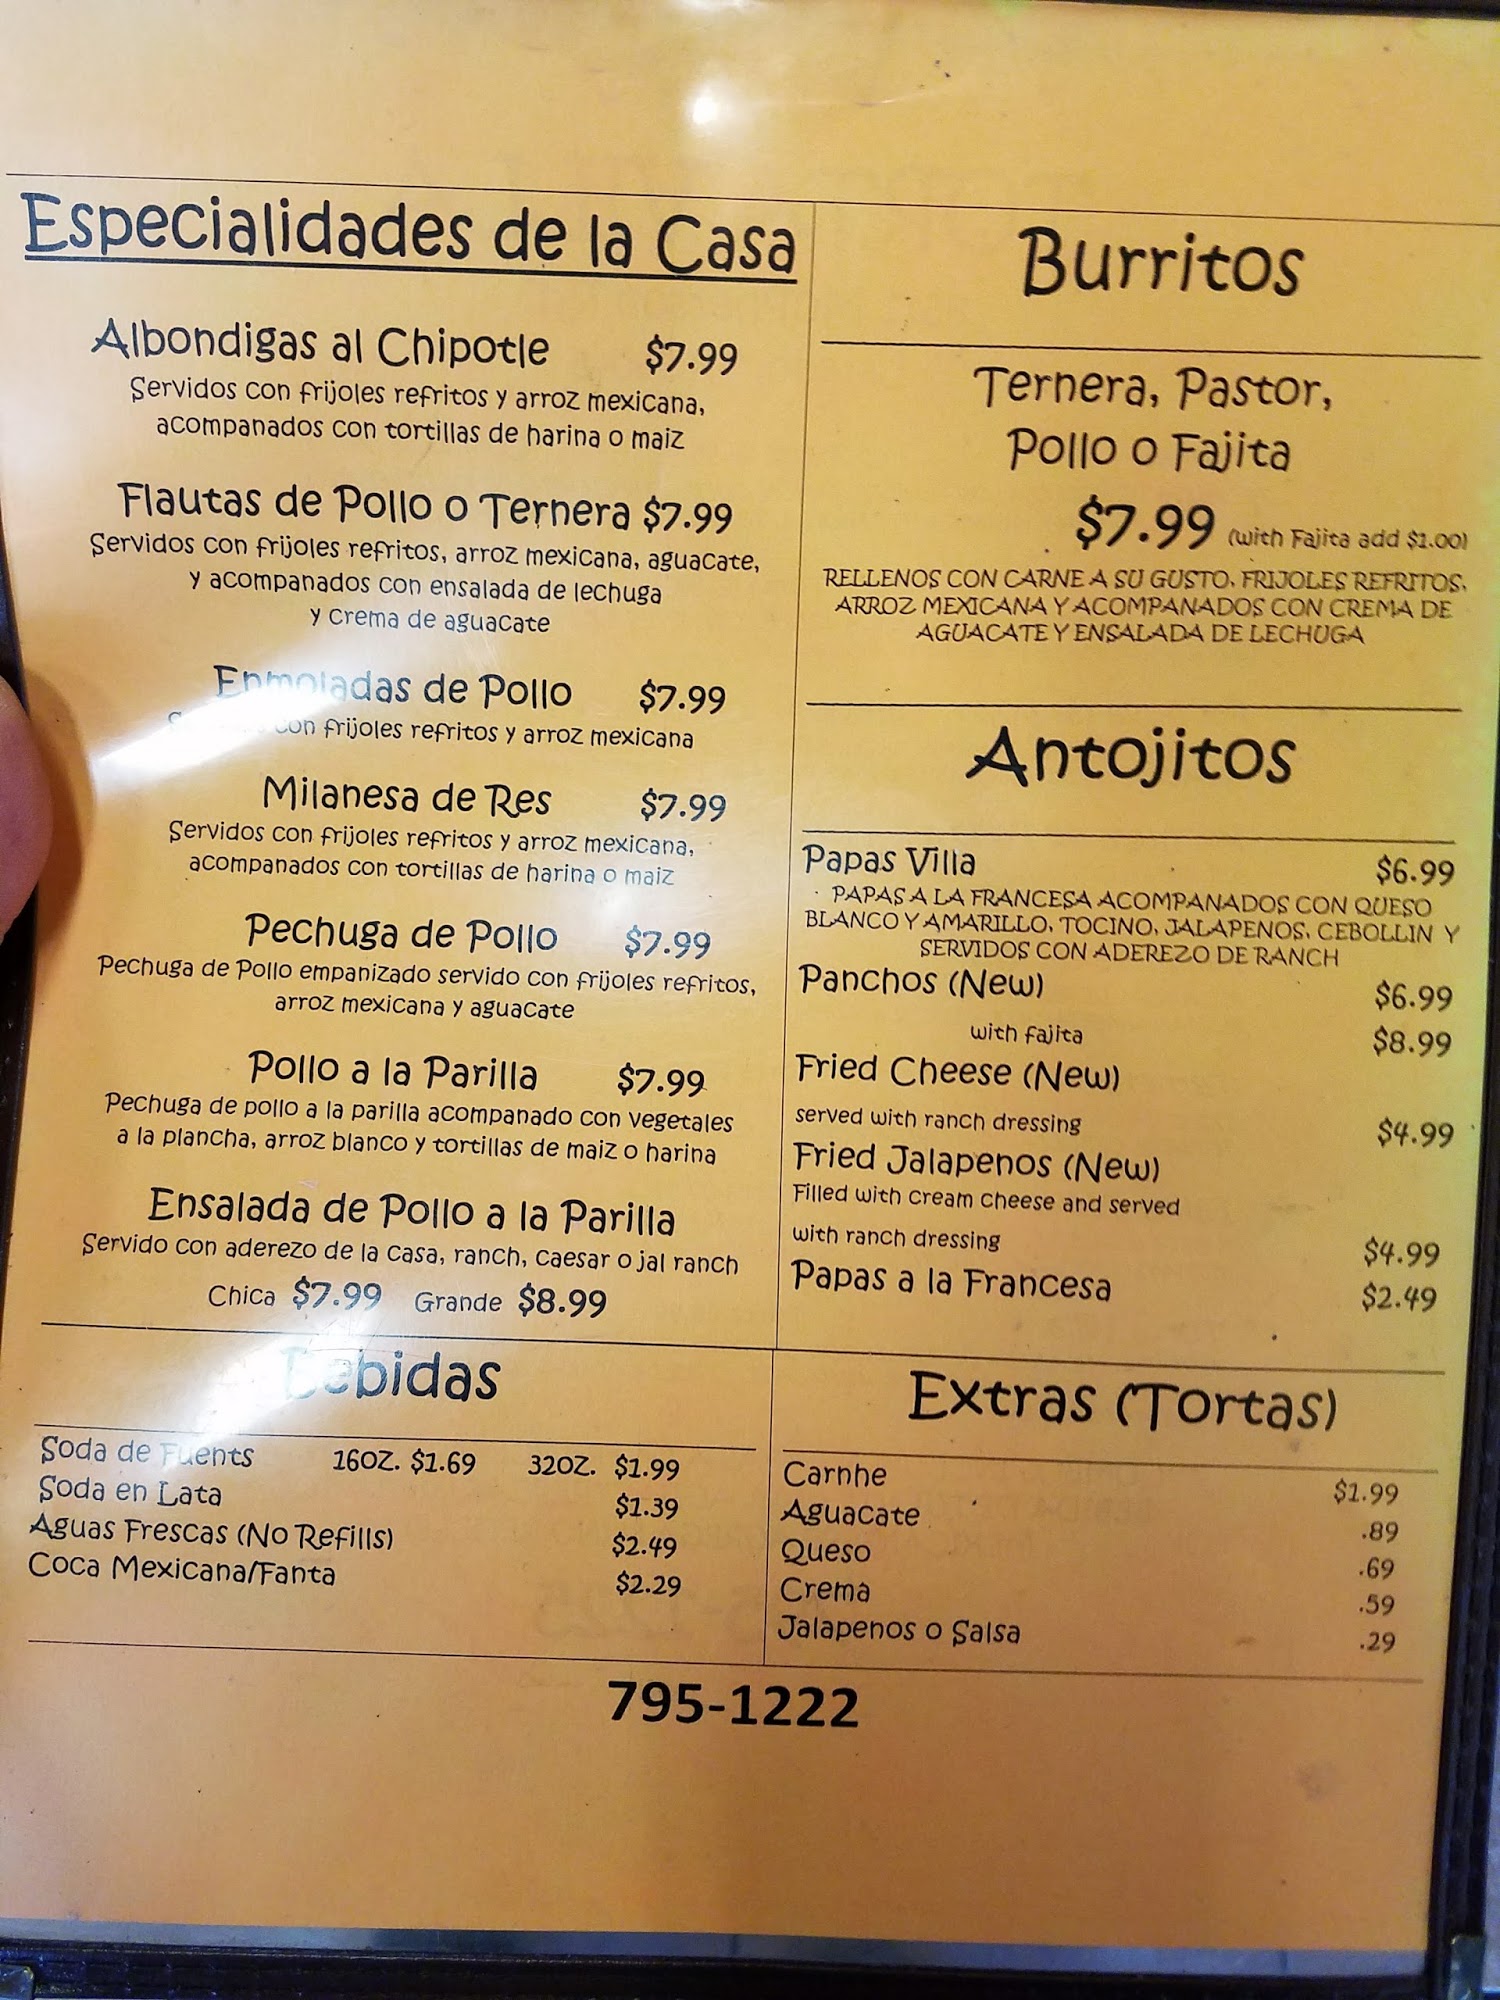 Especialidades de la Casa
Albondigas al Chipotle $7.99
Servidos con frijoles refritos y arroz mexicana,
acompanados con tortillas de harina o maiz
Flautas de Pollo o Ternera $7.99
Servidos con frijoles refritos, arroz mexicana, aguacate,
y acompanados con ensalada de lechuga
y crema de aguacate
Enmoladas de Pollo $7.99
con frijoles refritos y arroz mexicana
Milanesa de Res $7.99
Servidos con frijoles refritos y arroz mexicana,
acompanados con tortillas de harina o maiz
Pechuga de Pollo $7.99
Pechuga de Pollo empanizado servido con frijoles refritos,
arroz mexicana y aguacate
Pollo a la Parilla $7.99
Pechuga de pollo a la parilla acompanado con vegetales
a la plancha, arroz blanco y tortillas de maiz o harina
Ensalada de Pollo a la Parilla
Servido con aderezo de la casa, ranch, caesar o jal ranch
Chica $7.99 Grande $8.99
Burritos
Ternera, Pastor,
Pollo o Fajita
$7.99 (with Fajita add $1.00)
RELLENOS CON CARNE A SU GUSTO, FRIJOLES REFRITOS,
ARROZ MEXICANA Y ACOMPANADOS CON CREMA DE
AGUACATE Y ENSALADA DE LECHUGA
Antojitos
Papas Villa $6.99
PAPAS A LA FRANCESA ACOMPANADOS CON QUESO
BLANCO Y AMARILLO, TOCINO, JALAPENOS, CEBOLLIN Y
SERVIDOS CON ADEREZO DE RANCH
Panchos (New) $6.99
with fajita $8.99
Fried Cheese (New)
served with ranch dressing $4.99
Fried Jalapenos (New)
Filled with cream cheese and served
with ranch dressing $4.99
Papas a la Francesa $2.49
Bebidas
Soda de Fuents 16OZ. $1.69 32OZ. $1.99
Soda en Lata $1.39
Aguas Frescas (No Refills) $2.49
Coca Mexicana/Fanta $2.29
Extras (Tortas)
Carnhe $1.99
Aguacate .89
Queso .69
Crema .59
Jalapenos o Salsa .29
795-1222